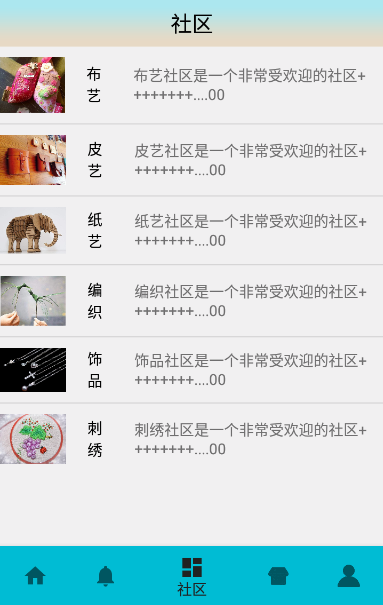 社区
布
艺
布艺社区是一个非常受欢迎的社区+
+++++++....00
皮
艺
皮艺社区是一个非常受欢迎的社区+
+++++++....00
纸
艺
纸艺社区是一个非常受欢迎的社区+
+++++++....00
编
织
编织社区是一个非常受欢迎的社区+
+++++++....00
饰
品
饰品社区是一个非常受欢迎的社区+
+++++++....00
刺
绣
刺绣社区是一个非常受欢迎的社区+
+++++++....00
社区